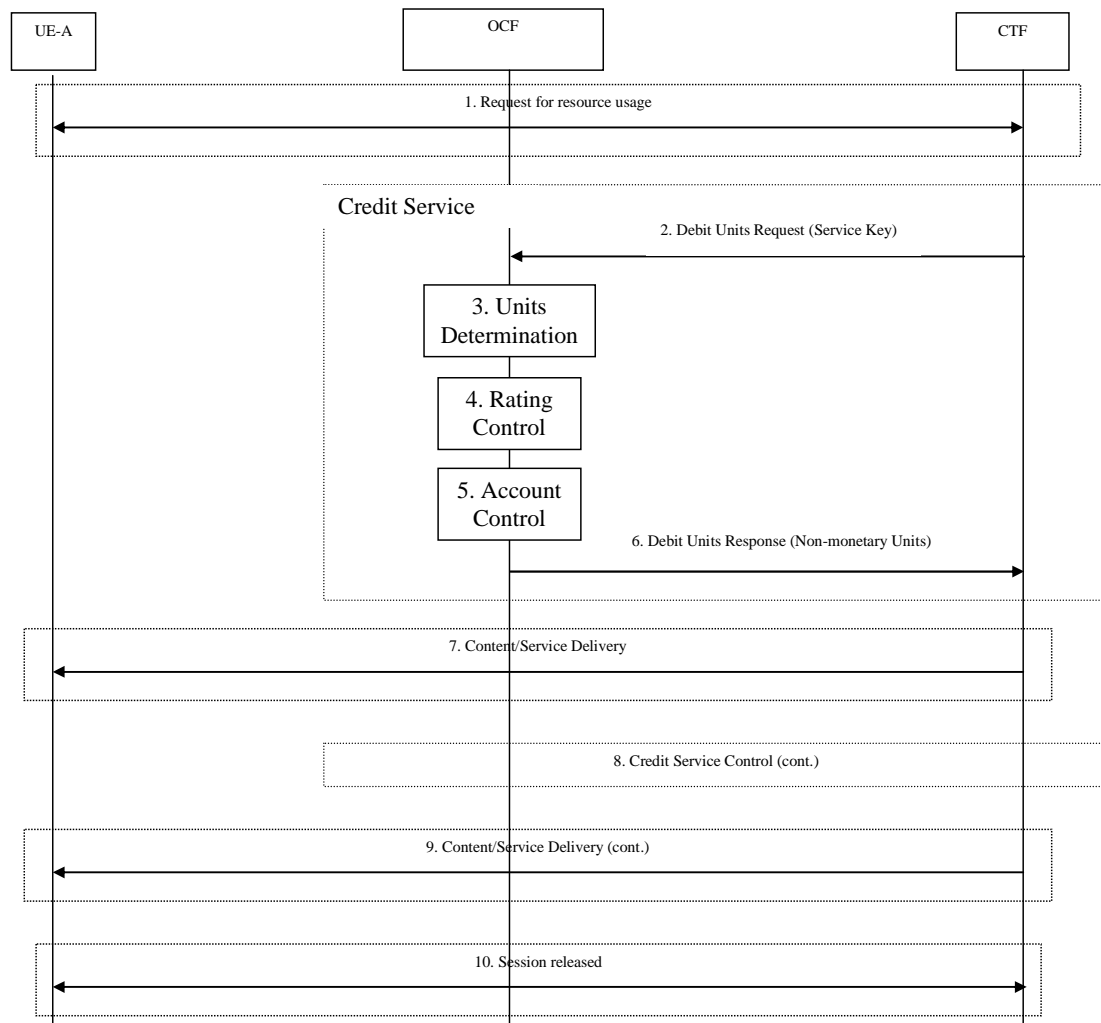 UE-A
OCF
CTF
1. Request for resource usage
Credit Service
2. Debit Units Request (Service Key)
3. Units
Determination
4. Rating
Control
5. Account
Control
6. Debit Units Response (Non-monetary Units)
7. Content/Service Delivery
8. Credit Service Control (cont.)
9. Content/Service Delivery (cont.)
10. Session released